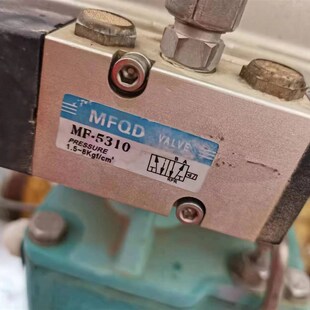 MFQD VALVE
MF-5310
PRESSURE
1.5~8Kgf/cm²